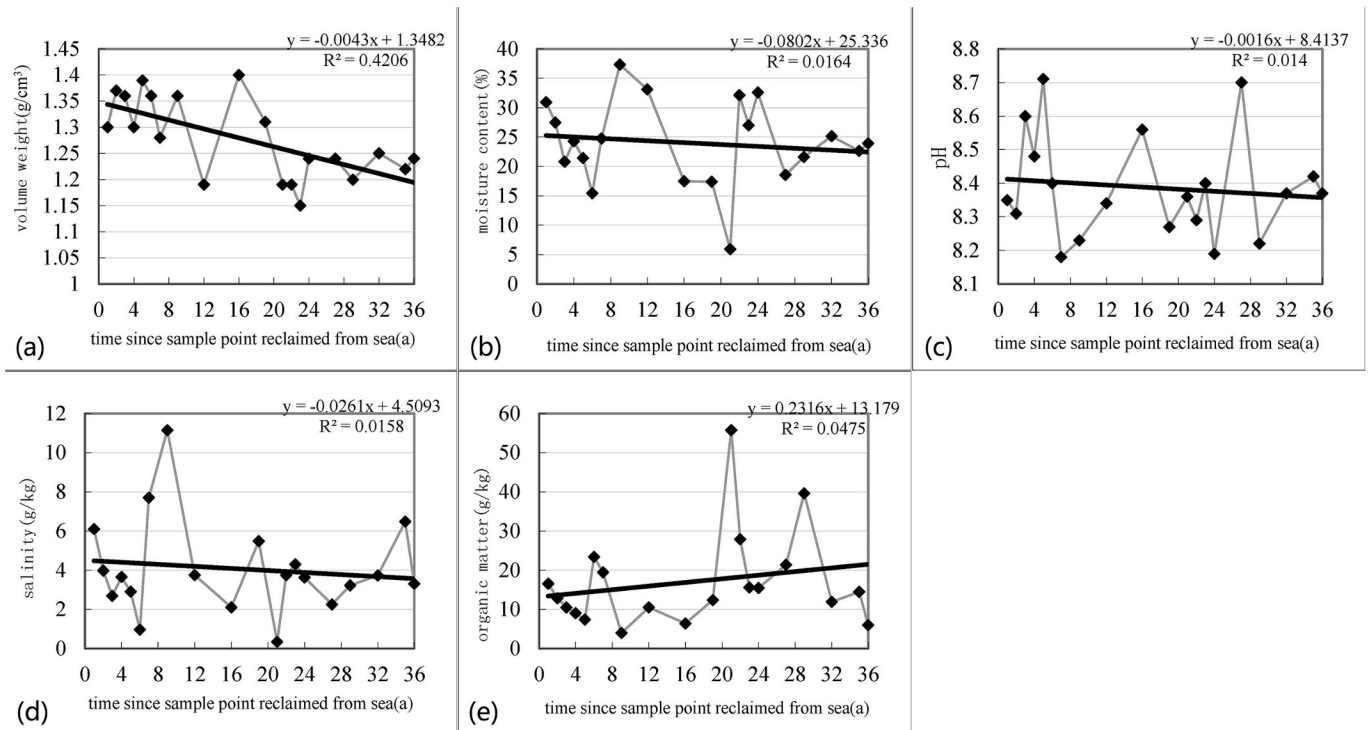 y = -0.0043x + 1.3482
R² = 0.4206
volume weight(g/cm³)
1.45
1.4
1.35
1.3
1.25
1.2
1.15
1.1
1.05
1
0 4 8 12 16 20 24 28 32 36
time since sample point reclaimed from sea(a)
(a)
y = -0.0802x + 25.336
R² = 0.0164
moisture content(%)
40
35
30
25
20
15
10
5
0
0 4 8 12 16 20 24 28 32 36
time since sample point reclaimed from sea(a)
(b)
y = -0.0016x + 8.4137
R² = 0.014
pH
8.8
8.7
8.6
8.5
8.4
8.3
8.2
8.1
0 4 8 12 16 20 24 28 32 36
time since sample point reclaimed from sea(a)
(c)
y = -0.0261x + 4.5093
R² = 0.0158
salinity(g/kg)
12
10
8
6
4
2
0
0 4 8 12 16 20 24 28 32 36
time since sample point reclaimed from sea(a)
(d)
y = 0.2316x + 13.179
R² = 0.0475
organic matter(g/kg)
60
50
40
30
20
10
0
0 4 8 12 16 20 24 28 32 36
time since sample point reclaimed from sea(a)
(e)